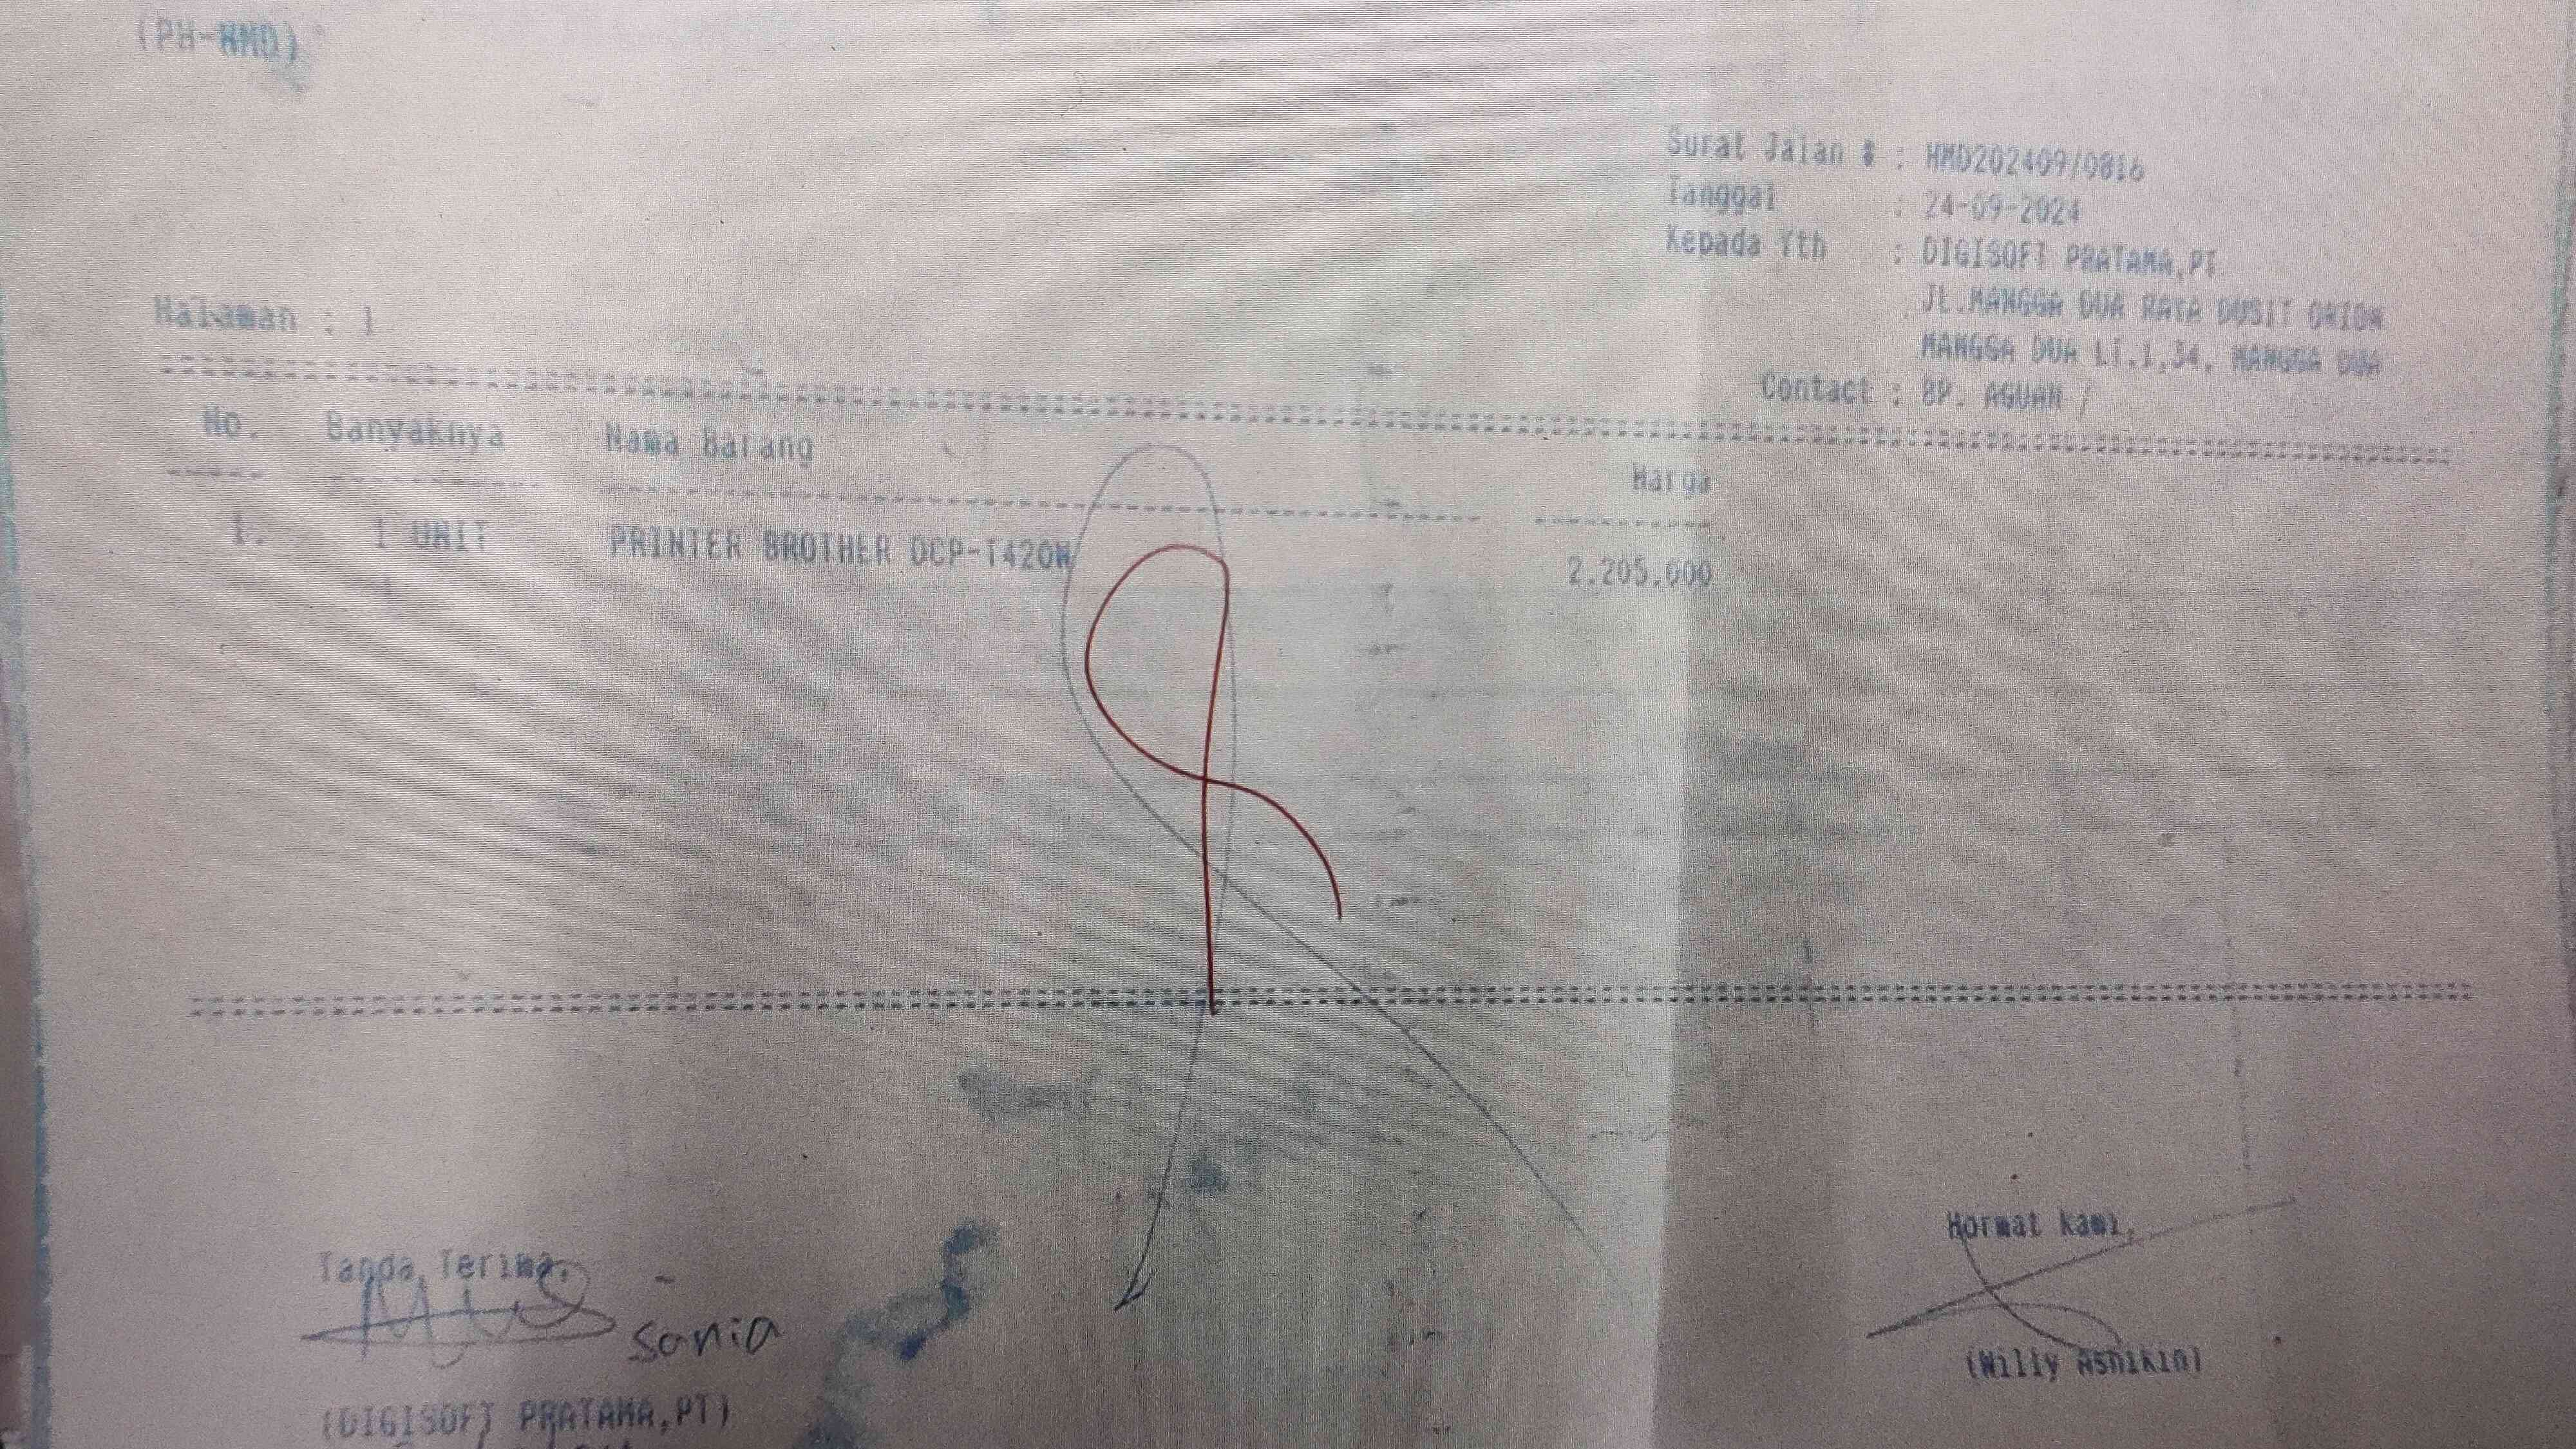 (PH-HMD)
Surat Jalan # : HMD202409/0816
Tanggal : 24-09-2024
Kepada Yth : DIGISOFT PRATAMA,PT
JL.MANGGA DUA RAYA DUSIT ORION
MANGGA DUA LT.1,34, MANGGA DUA
Halaman : 1
Contact : BP. AGUAN /
No. Banyaknya Nama Barang Harga
1. 1 UNIT PRINTER BROTHER DCP-T420W 2.205.000
Tanda Terima, Hormat kami,
Sania
(Willy Ashikin)
(DIGISOFT PRATAMA,PT)